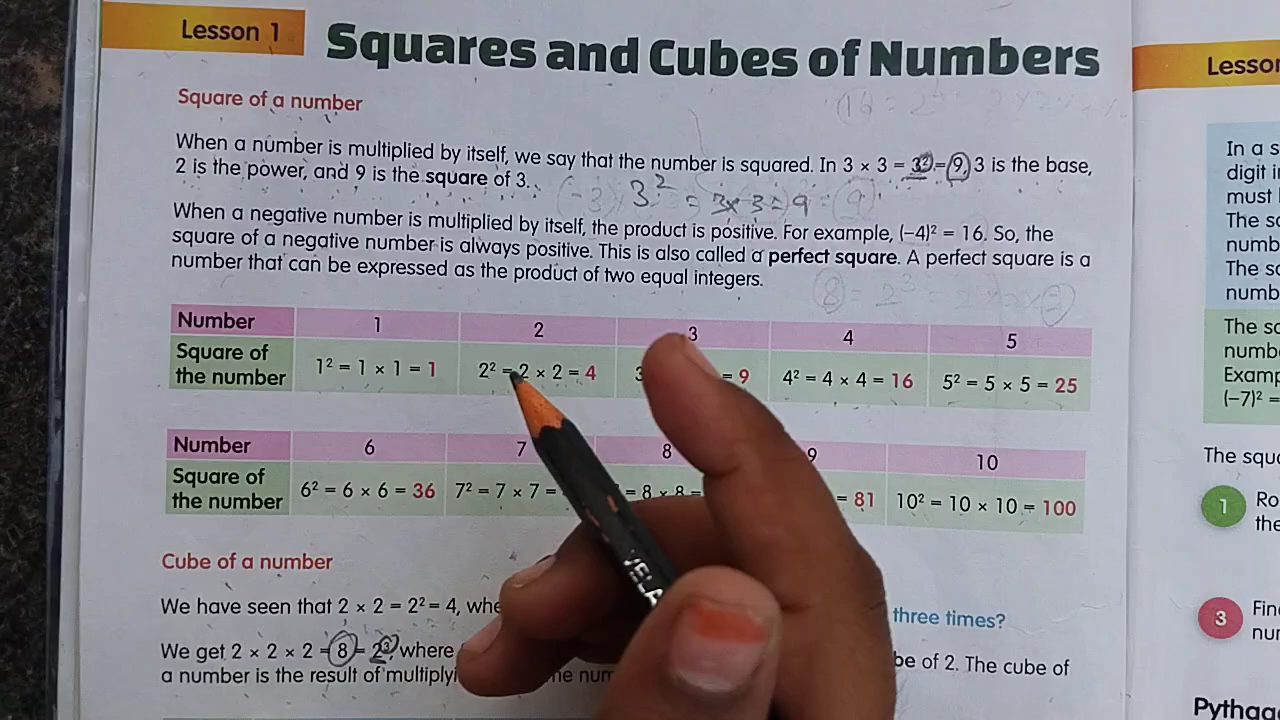 Lesson 1
Squares and Cubes of Numbers
Square of a number
When a number is multiplied by itself, we say that the number is squared. In 3 × 3 = 3² = 9, 3 is the base,
2 is the power, and 9 is the square of 3.
3² = 3 × 3 = 9
When a negative number is multiplied by itself, the product is positive. For example, (−4)² = 16. So, the
square of a negative number is always positive. This is also called a perfect square. A perfect square is a
number that can be expressed as the product of two equal integers.
Number 1 2 3 4 5
Square of the number 1² = 1 × 1 = 1 2² = 2 × 2 = 4 = 9 4² = 4 × 4 = 16 5² = 5 × 5 = 25
Number 6 7 8 9 10
Square of the number 6² = 6 × 6 = 36 7² = 7 × 7 = = 8 × 8 = = 81 10² = 10 × 10 = 100
Cube of a number
We have seen that 2 × 2 = 2² = 4, three times?
We get 2 × 2 × 2 = 8 = 2³, where be of 2. The cube of
a number is the result of
VELA
In a s
digit i
must
The
numb
The
numb
The
numb
Examp
(−7)² =
The squ
1 Ro
the
3 Fin
nur